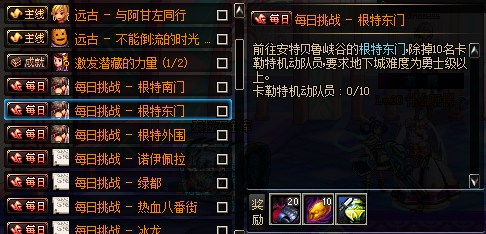 主线 远古 - 与阿甘左同行
主线 远古 - 不能倒流的时光 ...
成就 激发潜藏的力量 (1/2)
每日 每日挑战 - 根特南门
每日 每日挑战 - 根特东门
每日 每日挑战 - 根特外围
每日 每日挑战 - 诺伊佩拉
每日 每日挑战 - 绿都
每日 每日挑战 - 热血八番街
每日 每日挑战 - 冰龙
每日 每日挑战 - 根特东门
前往安特贝鲁峡谷的根特东门,除掉10名卡
勒特机动队员,要求地下城难度为勇士级以
上。
卡勒特机动队员 : 0/10
奖励
20
10